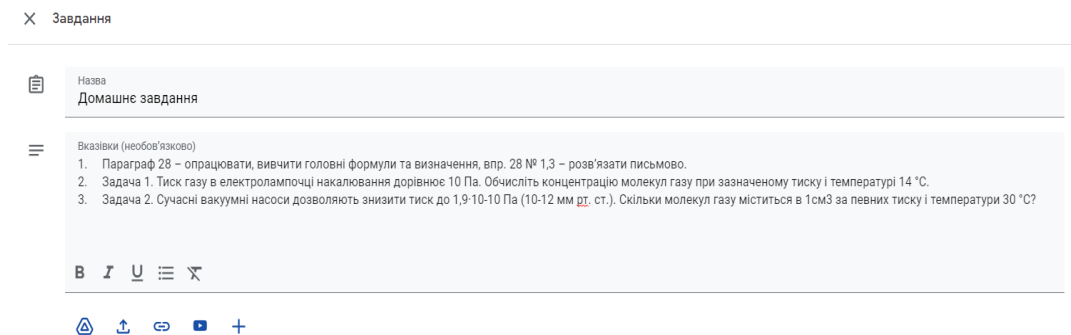 Завдання
Назва
Домашнє завдання
Вказівки (необов'язково)
1. Параграф 28 – опрацювати, вивчити головні формули та визначення, впр. 28 № 1,3 – розв'язати письмово.
2. Задача 1. Тиск газу в електролампочці накалювання дорівнює 10 Па. Обчисліть концентрацію молекул газу при зазначеному тиску і температурі 14 °С.
3. Задача 2. Сучасні вакуумні насоси дозволяють знизити тиск до 1,9·10-10 Па (10-12 мм рт. ст.). Скільки молекул газу міститься в 1см3 за певних тиску і температури 30 °С?
B I U